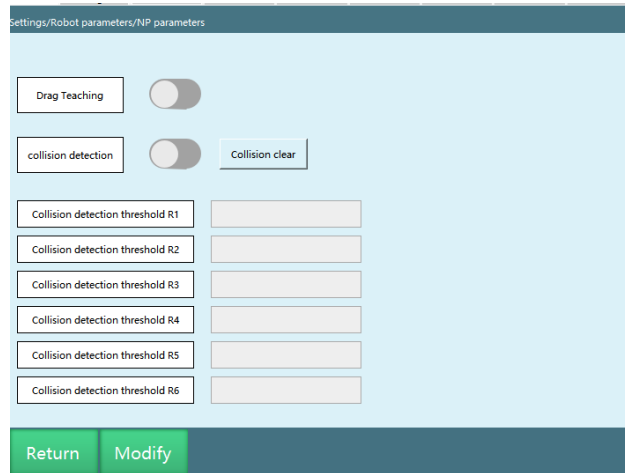 Settings/Robot parameters/NP parameters
Drag Teaching
collision detection
Collision clear
Collision detection threshold R1
Collision detection threshold R2
Collision detection threshold R3
Collision detection threshold R4
Collision detection threshold R5
Collision detection threshold R6
Return Modify